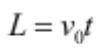 L = v₀t